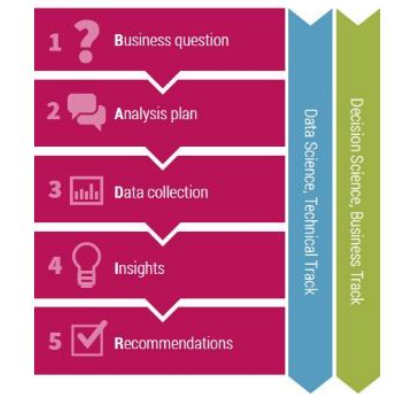 1 ? Business question
2 Analysis plan
3 Data collection
4 Insights
5 Recommendations
Data Science, Technical Track
Decision Science, Business Track